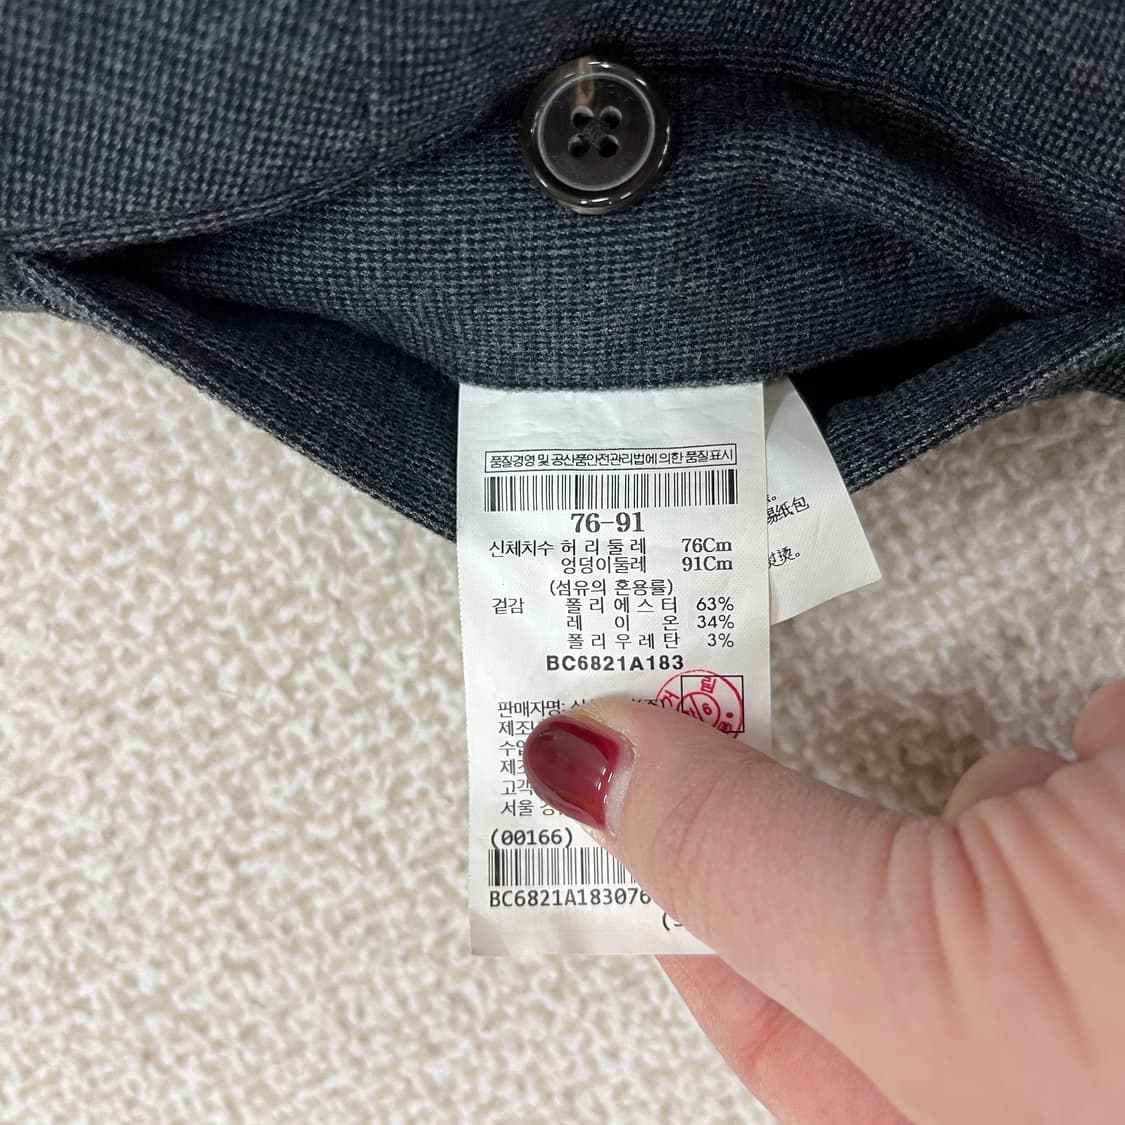 품질경영 및 공산품안전관리법에 의한 품질표시
76-91
신체치수 허리둘레 76Cm
엉덩이둘레 91Cm
(섬유의 혼용률)
겉감 폴리에스터 63%
레이온 34%
폴리우레탄 3%
BC6821A183
판매자명:
제조
수입
제조
고객
서울
(00166)
BC6821A183076
纸包
烫。